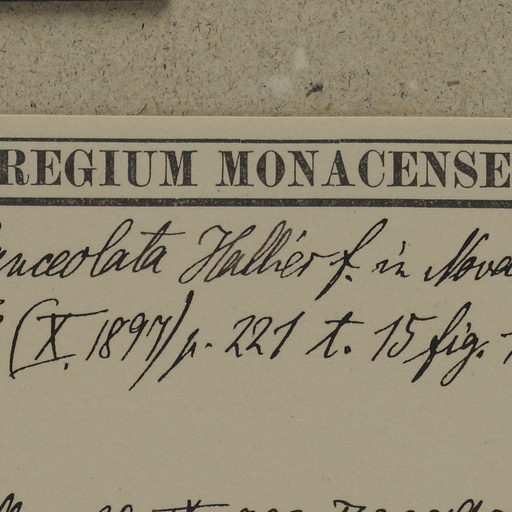 REGIUM MONACENSE
anceolata Hallier f. in Nova
(X. 1897) p. 221 t. 15 fig.